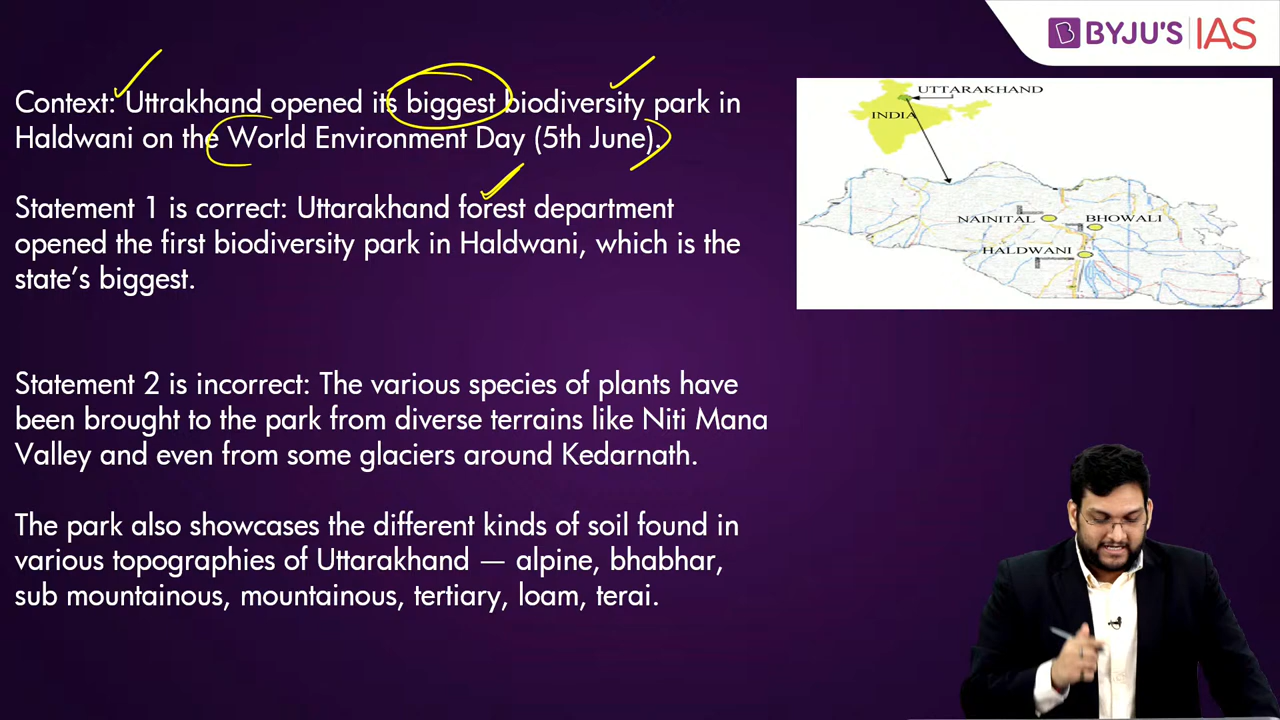 BYJU'S IAS
Context: Uttrakhand opened its biggest biodiversity park in
Haldwani on the World Environment Day (5th June).
Statement 1 is correct: Uttarakhand forest department
opened the first biodiversity park in Haldwani, which is the
state's biggest.
Statement 2 is incorrect: The various species of plants have
been brought to the park from diverse terrains like Niti Mana
Valley and even from some glaciers around Kedarnath.
The park also showcases the different kinds of soil found in
various topographies of Uttarakhand — alpine, bhabhar,
sub mountainous, mountainous, tertiary, loam, terai.
UTTARAKHAND
INDIA
NAINITAL
BHOWALI
HALDWANI